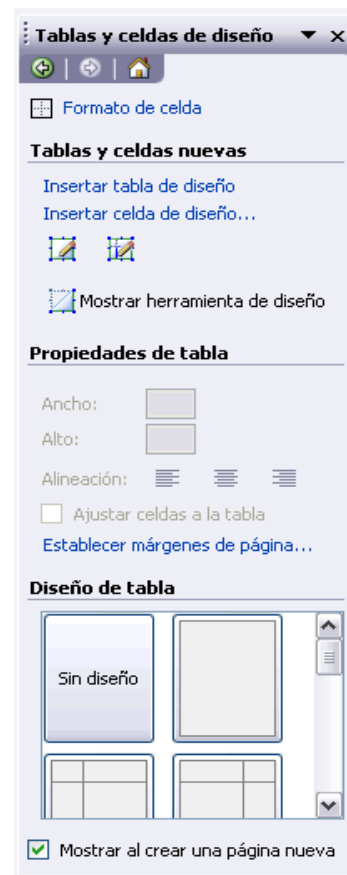 Tablas y celdas de diseño
Formato de celda
Tablas y celdas nuevas
Insertar tabla de diseño
Insertar celda de diseño...
Mostrar herramienta de diseño
Propiedades de tabla
Ancho:
Alto:
Alineación:
Ajustar celdas a la tabla
Establecer márgenes de página...
Diseño de tabla
Sin diseño
Mostrar al crear una página nueva